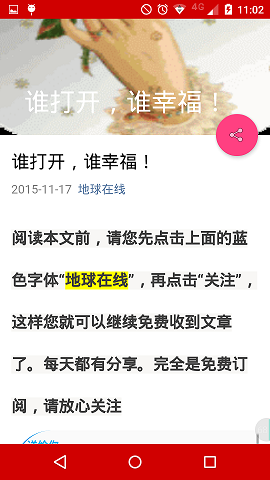 4G 11:02
谁打开，谁幸福！
谁打开，谁幸福！
2015-11-17 地球在线
阅读本文前，请您先点击上面的蓝
色字体“地球在线”，再点击“关注”，
这样您就可以继续免费收到文章
了。每天都有分享。完全是免费订
阅，请放心关注